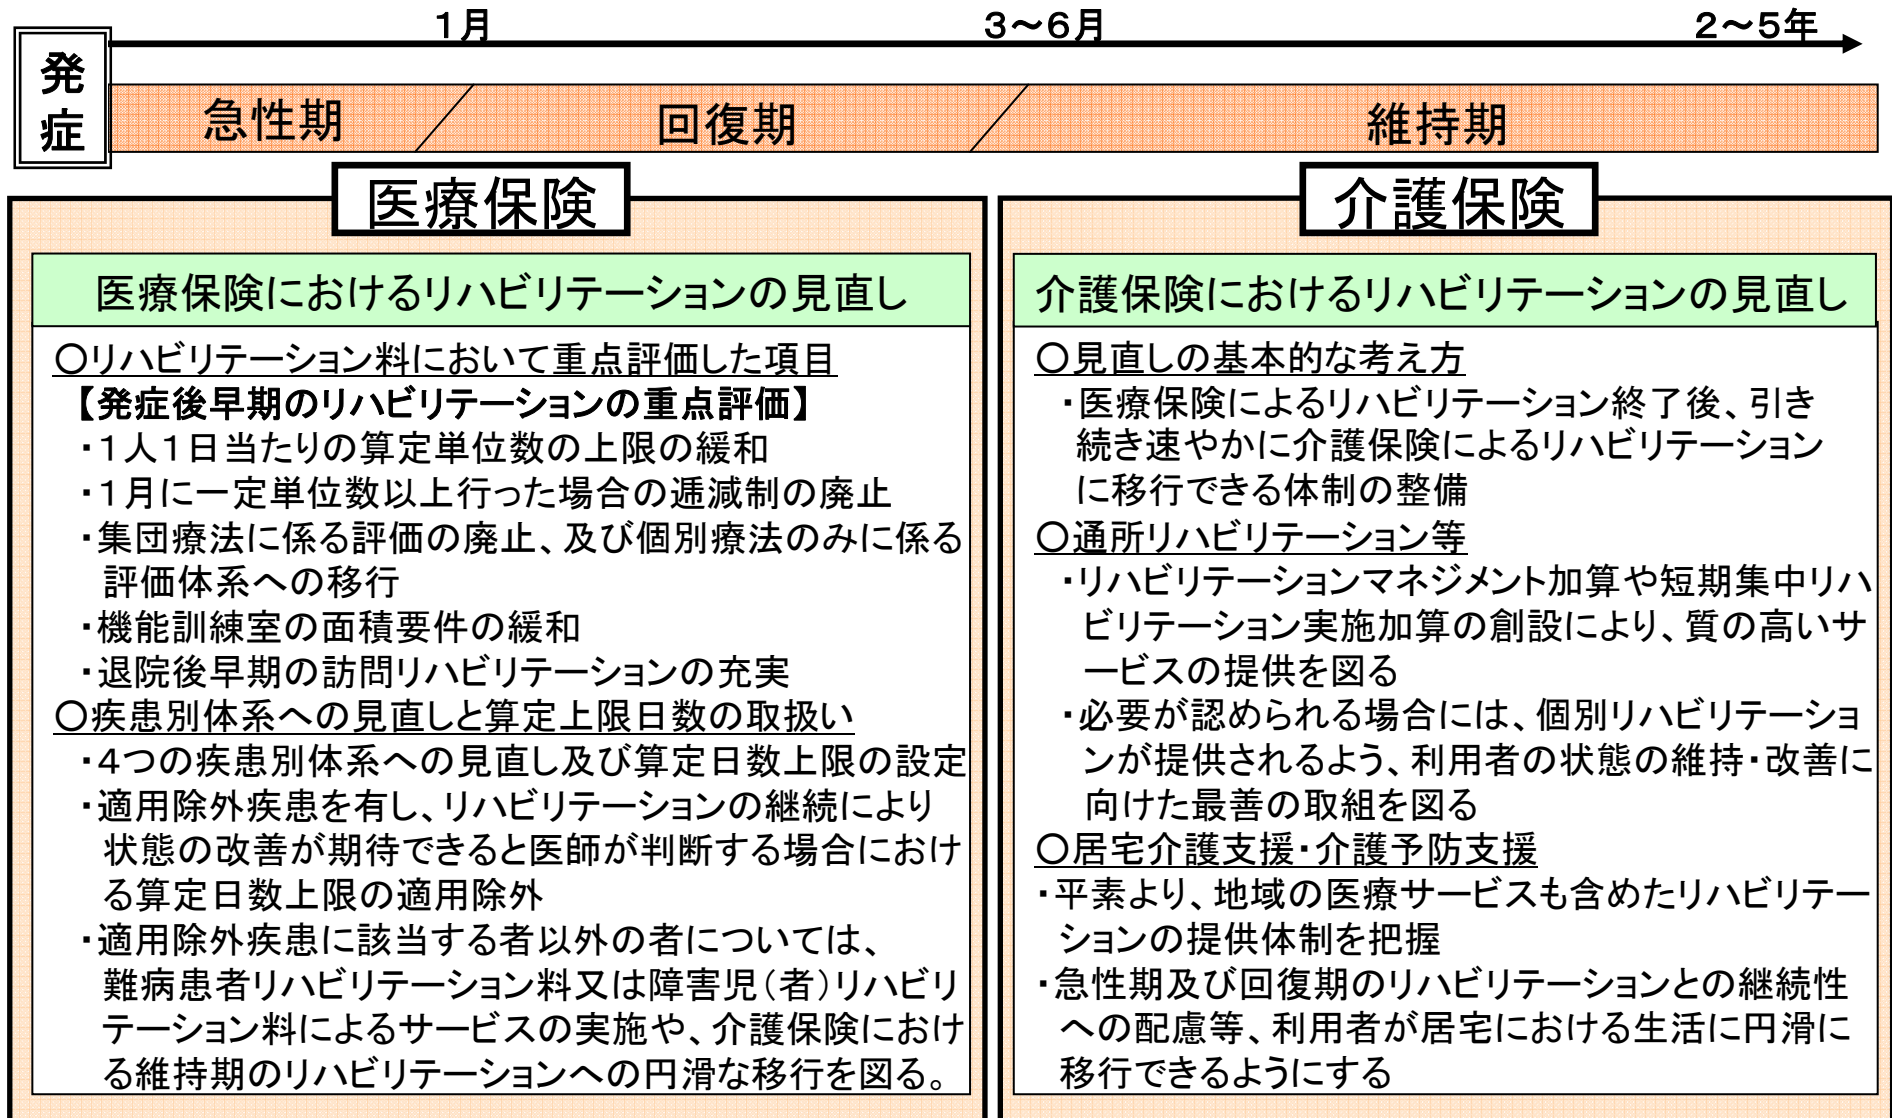 1月
3～6月
2～5年
発症
急性期
回復期
維持期
医療保険
医療保険におけるリハビリテーションの見直し
○リハビリテーション料において重点評価した項目
【発症後早期のリハビリテーションの重点評価】
・1人1日当たりの算定単位数の上限の緩和
・1月に一定単位数以上行った場合の逓減制の廃止
・集団療法に係る評価の廃止、及び個別療法のみに係る
評価体系への移行
・機能訓練室の面積要件の緩和
・退院後早期の訪問リハビリテーションの充実
○疾患別体系への見直しと算定上限日数の取扱い
・4つの疾患別体系への見直し及び算定日数上限の設定
・適用除外疾患を有し、リハビリテーションの継続により
状態の改善が期待できると医師が判断する場合におけ
る算定日数上限の適用除外
・適用除外疾患に該当する者以外の者については、
難病患者リハビリテーション料又は障害児（者）リハビリ
テーション料によるサービスの実施や、介護保険におけ
る維持期のリハビリテーションへの円滑な移行を図る。
介護保険
介護保険におけるリハビリテーションの見直し
○見直しの基本的な考え方
・医療保険によるリハビリテーション終了後、引き
続き速やかに介護保険によるリハビリテーション
に移行できる体制の整備
○通所リハビリテーション等
・リハビリテーションマネジメント加算や短期集中リハ
ビリテーション実施加算の創設により、質の高いサ
ービスの提供を図る
・必要が認められる場合には、個別リハビリテーショ
ンが提供されるよう、利用者の状態の維持・改善に
向けた最善の取組を図る
○居宅介護支援・介護予防支援
・平素より、地域の医療サービスも含めたリハビリテー
ションの提供体制を把握
・急性期及び回復期のリハビリテーションとの継続性
への配慮等、利用者が居宅における生活に円滑に
移行できるようにする